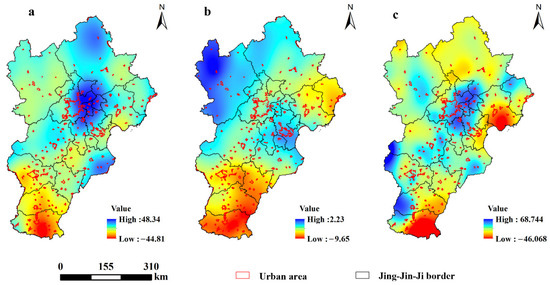 a
N
b
N
c
N
Value
High : 48.34
Low : −44.81
Value
High : 2.23
Low : −9.65
Value
High : 68.744
Low : −46.068
0 155 310
km
Urban area
Jing-Jin-Ji border